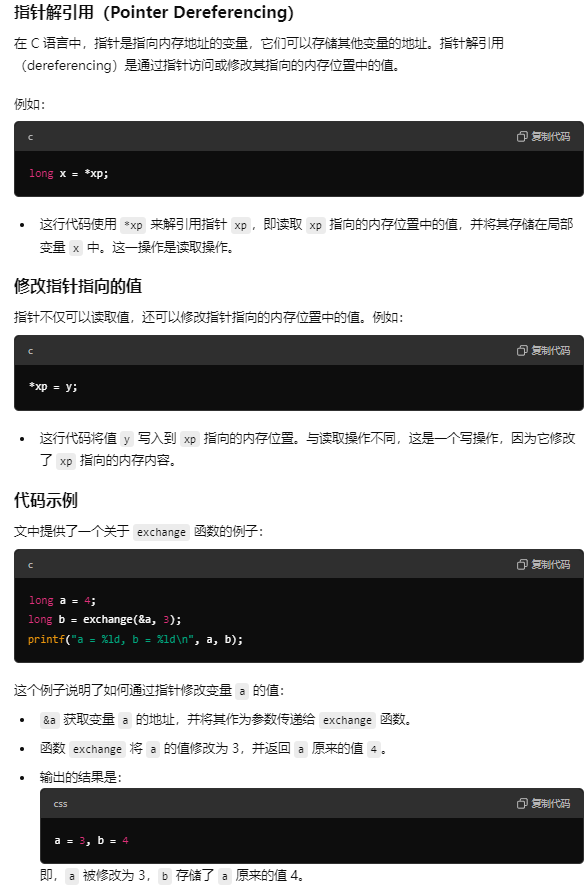 指针解引用（Pointer Dereferencing）
在 C 语言中，指针是指向内存地址的变量，它们可以存储其他变量的地址。指针解引用
（dereferencing）是通过指针访问或修改其指向的内存位置中的值。
例如：
c 复制代码
long x = *xp;
• 这行代码使用 *xp 来解引用指针 xp，即读取 xp 指向的内存位置中的值，并将其存储在局部
变量 x 中。这一操作是读取操作。
修改指针指向的值
指针不仅可以读取值，还可以修改指针指向的内存位置中的值。例如：
c 复制代码
*xp = y;
• 这行代码将值 y 写入到 xp 指向的内存位置。与读取操作不同，这是一个写操作，因为它修改
了 xp 指向的内存内容。
代码示例
文中提供了一个关于 exchange 函数的例子：
c 复制代码
long a = 4;
long b = exchange(&a, 3);
printf("a = %ld, b = %ld\n", a, b);
这个例子说明了如何通过指针修改变量 a 的值：
• &a 获取变量 a 的地址，并将其作为参数传递给 exchange 函数。
• 函数 exchange 将 a 的值修改为 3，并返回 a 原来的值 4。
• 输出的结果是：
css 复制代码
a = 3, b = 4
即，a 被修改为 3，b 存储了 a 原来的值 4。